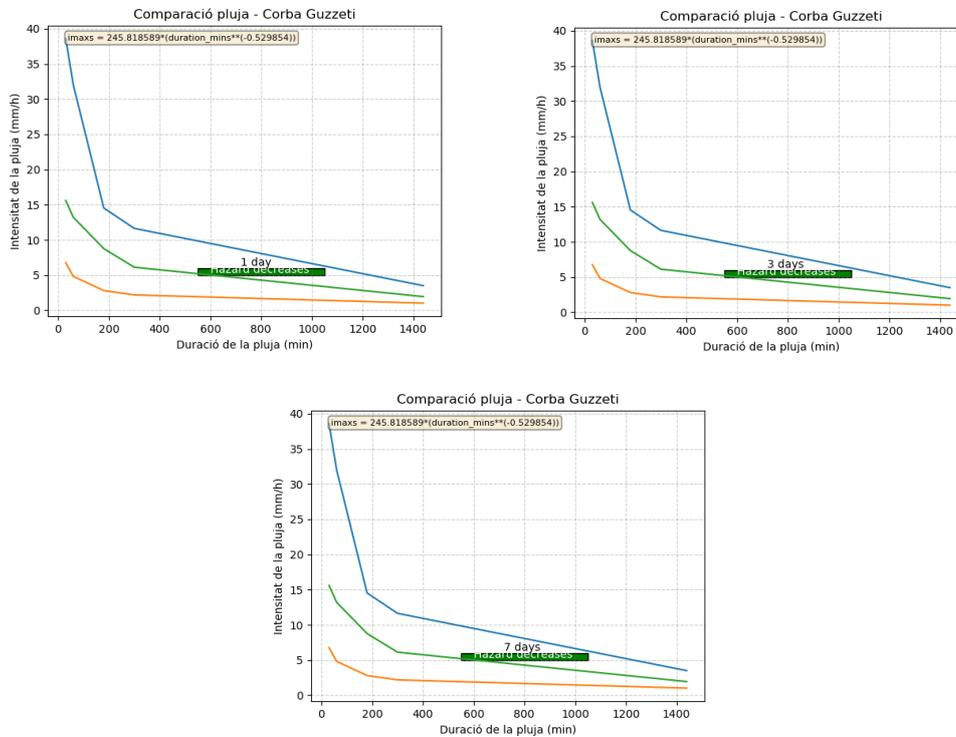 Comparació pluja - Corba Guzzeti
imaxs = 245.818589*(duration_mins**(-0.529854))
40
35
30
25
20
15
10
5
0
Intensitat de la pluja (mm/h)
1 day
Hazard decreases
0 200 400 600 800 1000 1200 1400
Duració de la pluja (min)
Comparació pluja - Corba Guzzeti
imaxs = 245.818589*(duration_mins**(-0.529854))
40
35
30
25
20
15
10
5
0
Intensitat de la pluja (mm/h)
3 days
Hazard decreases
0 200 400 600 800 1000 1200 1400
Duració de la pluja (min)
Comparació pluja - Corba Guzzeti
imaxs = 245.818589*(duration_mins**(-0.529854))
40
35
30
25
20
15
10
5
0
Intensitat de la pluja (mm/h)
7 days
Hazard decreases
0 200 400 600 800 1000 1200 1400
Duració de la pluja (min)